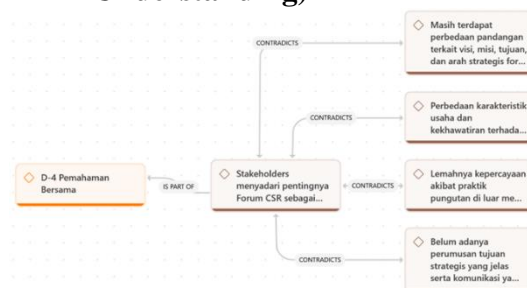 Understanding)
CONTRADICTS
Masih terdapat
perbedaan pandangan
terkait visi, misi, tujuan,
dan arah strategis for...
CONTRADICTS
Perbedaan karakteristik
usaha dan
kekhawatiran terhada...
D-4 Pemahaman
Bersama
IS PART OF
Stakeholders
menyadari pentingnya
Forum CSR sebagai...
CONTRADICTS
Lemahnya kepercayaan
akibat praktik
pungutan di luar me...
CONTRADICTS
Belum adanya
perumusan tujuan
strategis yang jelas
serta komunikasi ya...